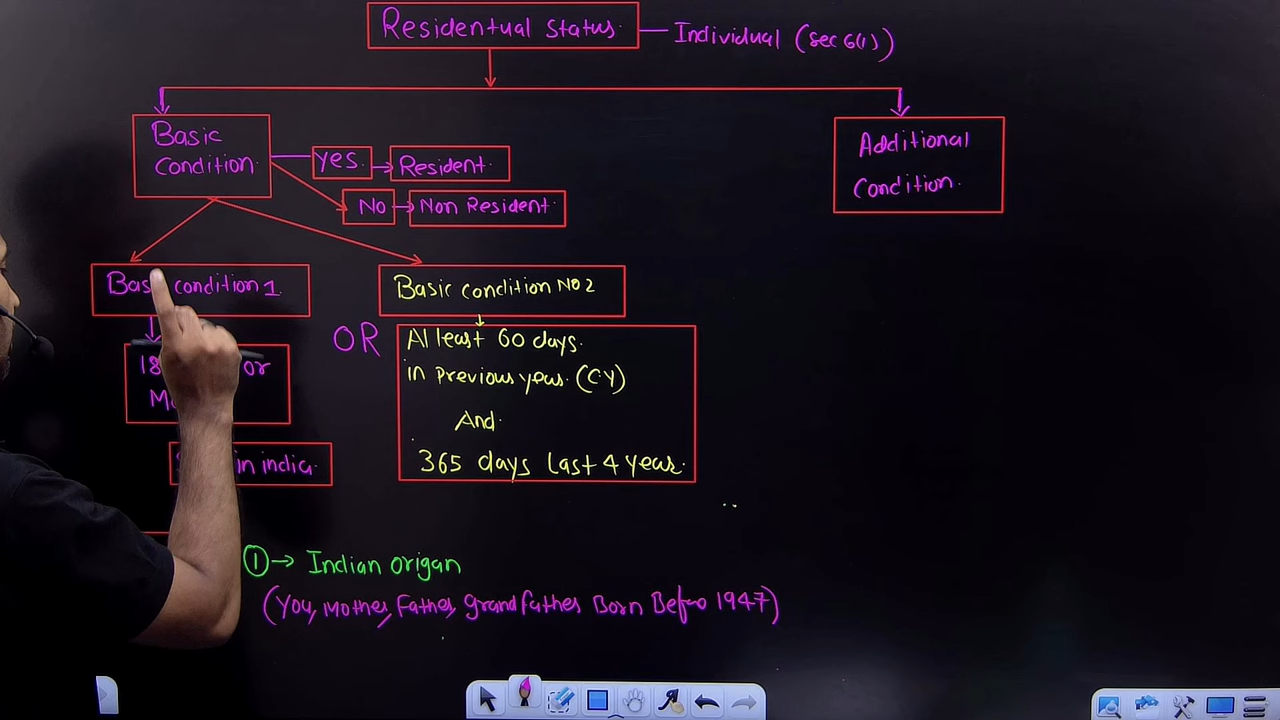 Residentual status
Individual (sec 6(1))
Basic
condition
yes
Resident
No
Non Resident
Additional
Condition
condition 1
Basic condition No 2
OR
At least 60 days
in Previous year (C.Y)
And
365 days last 4 year
18
or
in india
① → Indian origan
(You, Mother, Father, grandfather Born Before 1947)